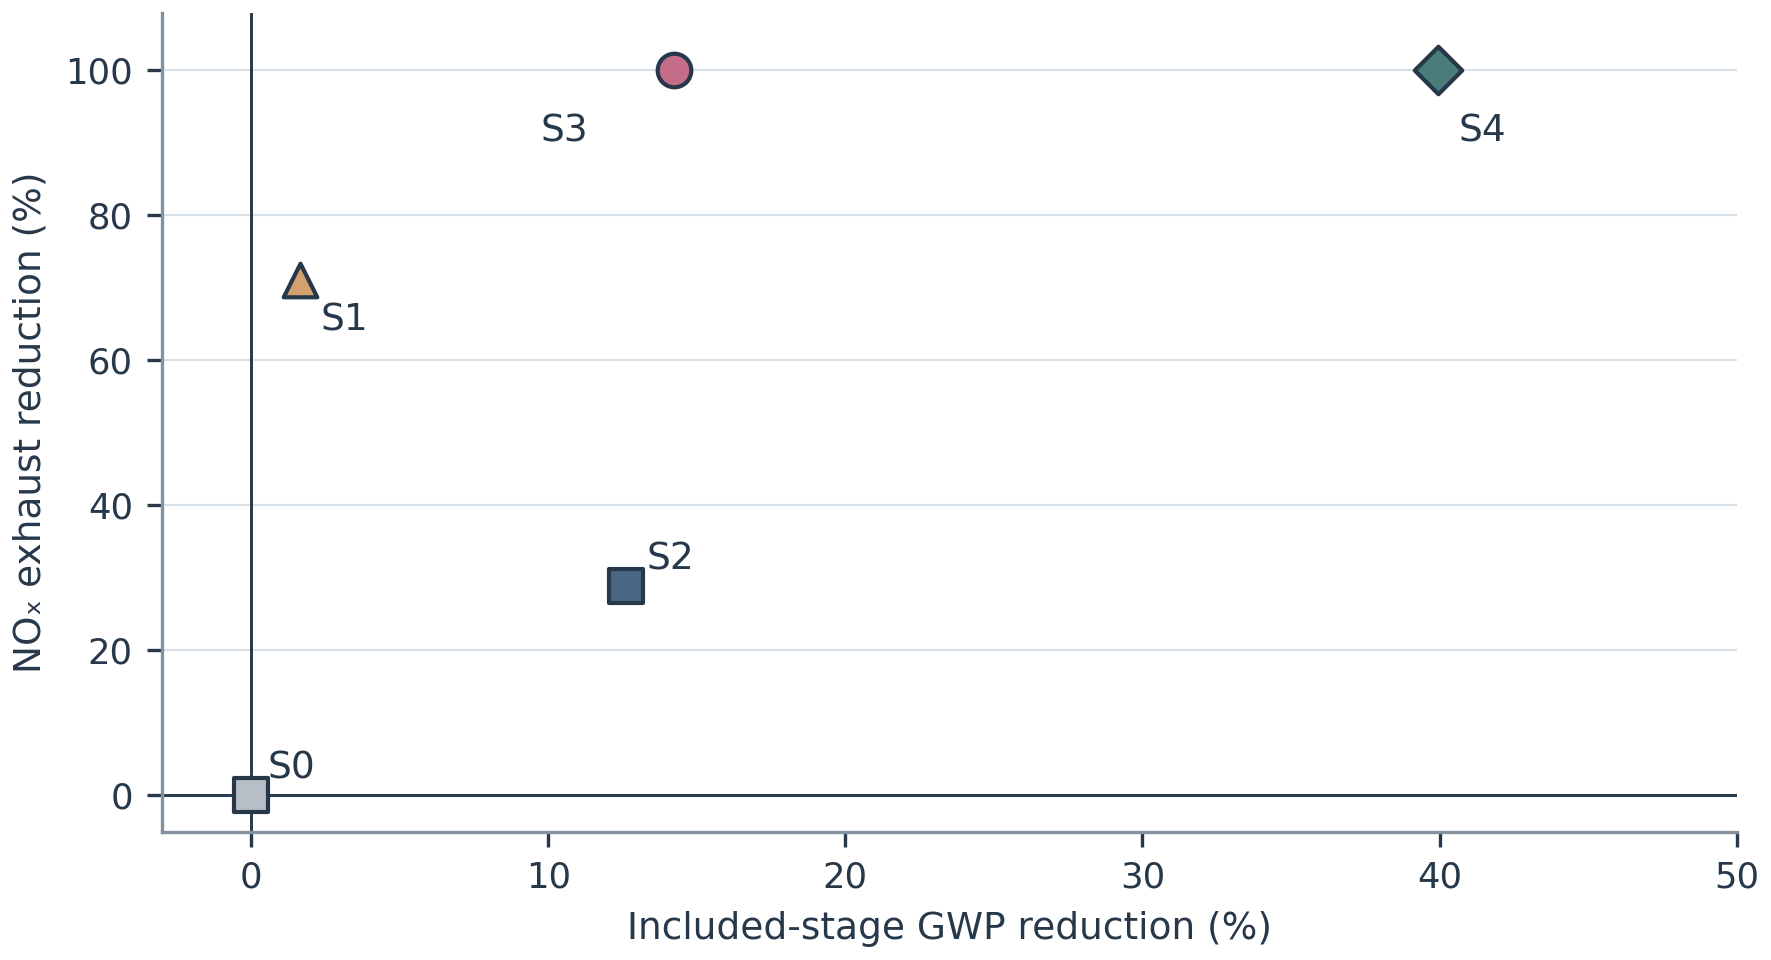 NOₓ exhaust reduction (%)
100
80
60
40
20
0
S3
S4
S1
S2
S0
0 10 20 30 40 50
Included-stage GWP reduction (%)